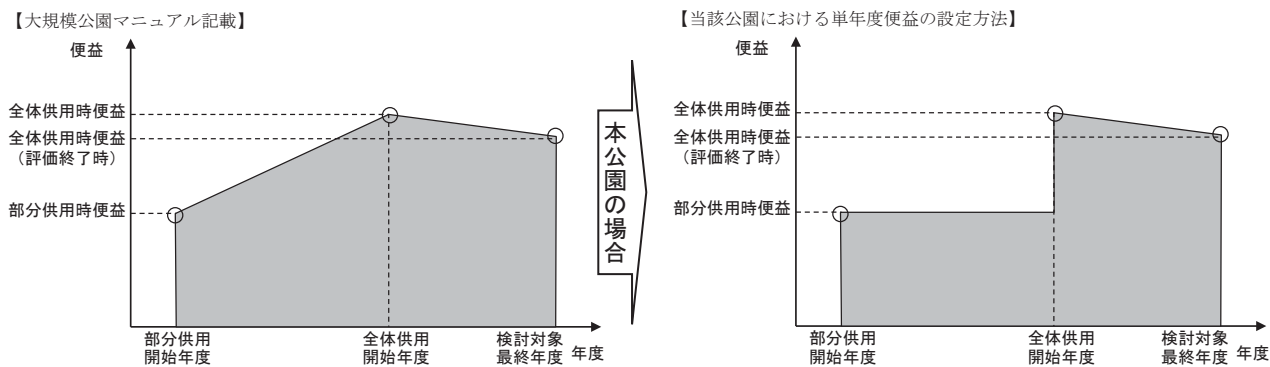 【大規模公園マニュアル記載】
便益
全体供用時便益
全体供用時便益
（評価終了時）
部分供用時便益
部分供用
開始年度
全体供用
開始年度
検討対象
最終年度
年度
本公園の場合
【当該公園における単年度便益の設定方法】
便益
全体供用時便益
全体供用時便益
（評価終了時）
部分供用時便益
部分供用
開始年度
全体供用
開始年度
検討対象
最終年度
年度